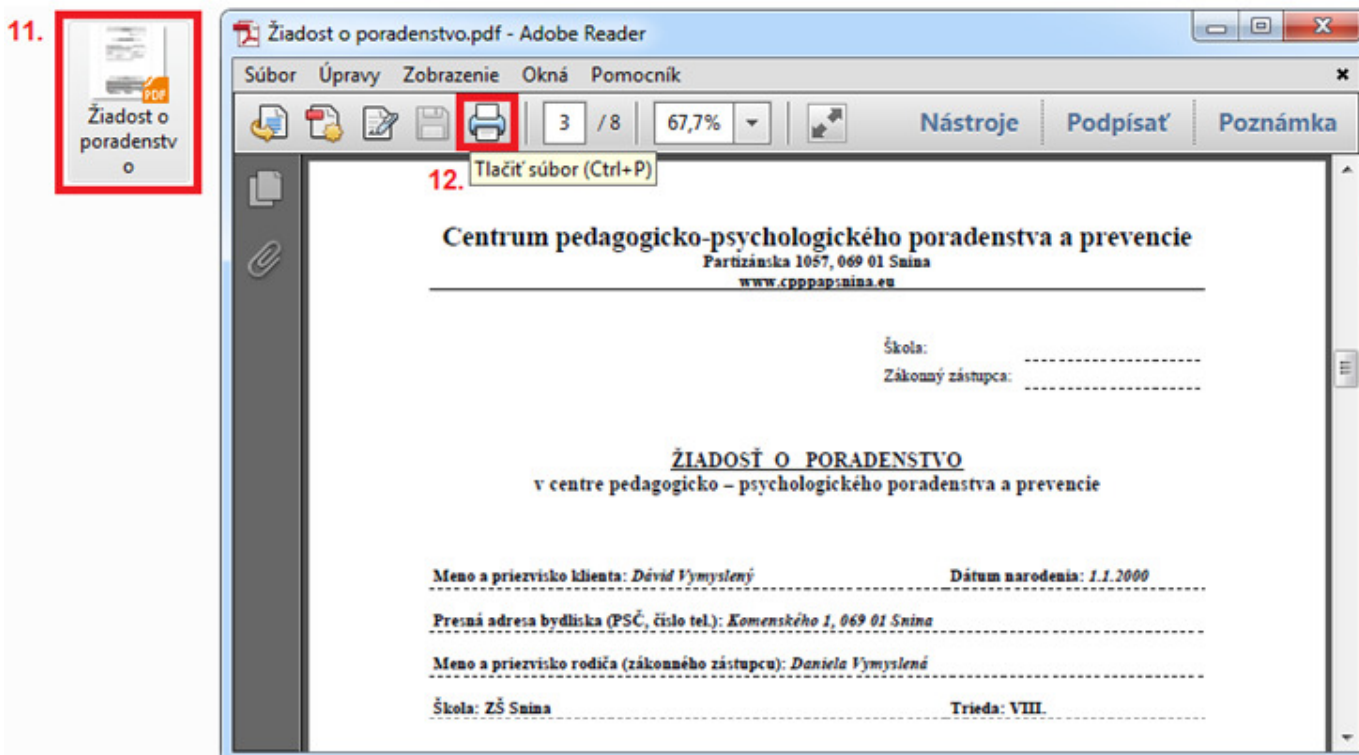 11.
PDF
Žiadost o
poradenstv
o
Žiadost o poradenstvo.pdf - Adobe Reader
Súbor Úpravy Zobrazenie Okná Pomocník
3 / 8 67,7% Nástroje Podpísať Poznámka
Tlačiť súbor (Ctrl+P)
12.
Centrum pedagogicko-psychologického poradenstva a prevencie
Partizánska 1057, 069 01 Snina
www.cpppapsnina.eu
Škola:
Zákonný zástupca:
ŽIADOSŤ O PORADENSTVO
v centre pedagogicko – psychologického poradenstva a prevencie
Meno a priezvisko klienta: Dávid Vymyslený Dátum narodenia: 1.1.2000
Presná adresa bydliska (PSČ, číslo tel.): Komenského 1, 069 01 Snina
Meno a priezvisko rodiča (zákonného zástupcu): Daniela Vymyslená
Škola: ZŠ Snina Trieda: VIII.